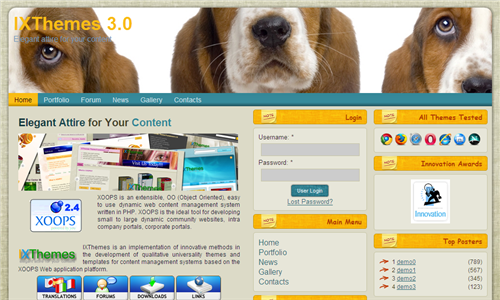 IXThemes 3.0
Elegant attire for your content
Home Portfolio Forum News Gallery Contacts
Elegant Attire for Your Content
XOOPS 2.4
XOOPS is an extensible, OO (Object Oriented), easy
to use dynamic web content management system
written in PHP. XOOPS is the ideal tool for developing
small to large dynamic community websites, intra
company portals, corporate portals.
IXThemes
IXThemes is an implementation of innovative methods in
the development of qualitative universality themes and
templates for content management systems based on the
XOOPS Web application platform.
TRANSLATIONS FORUMS DOWNLOADS LINKS
Login
Username: *
Password: *
User Login
Lost Password?
Main Menu
Home
Portfolio
News
Gallery
Contacts
All Themes Tested
Innovation Awards
Innovation
Top Posters
1 demo0 (789)
2 demo1 (567)
3 demo2 (345)
4 demo3 (234)
5 demo4 (123)